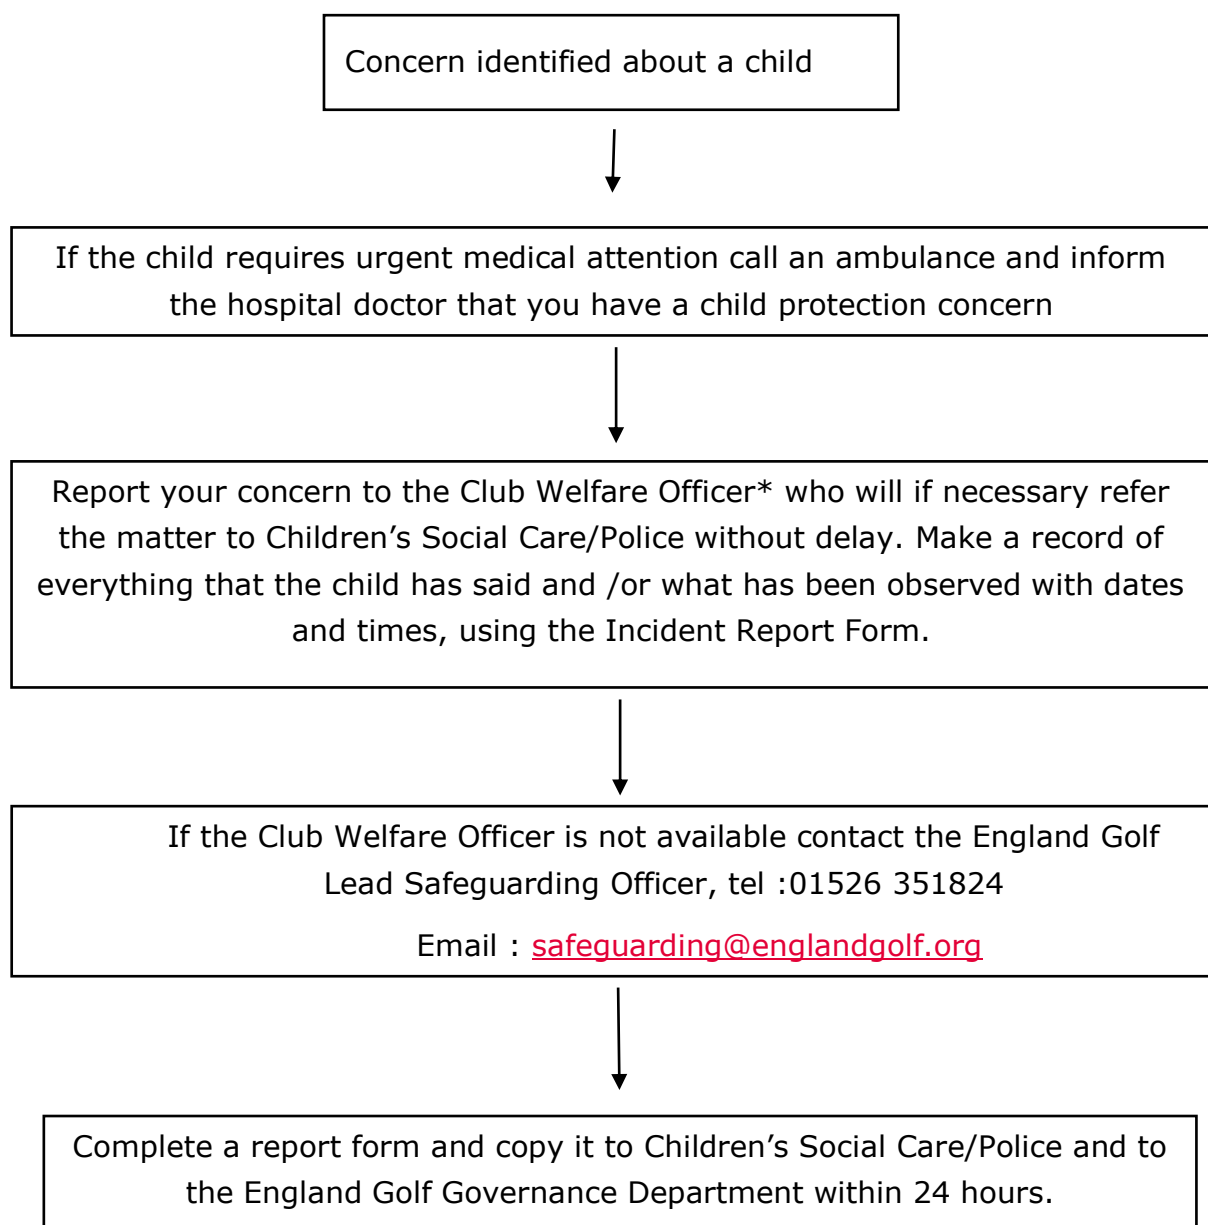 Concern identified about a child
If the child requires urgent medical attention call an ambulance and inform
the hospital doctor that you have a child protection concern
Report your concern to the Club Welfare Officer* who will if necessary refer
the matter to Children’s Social Care/Police without delay. Make a record of
everything that the child has said and /or what has been observed with dates
and times, using the Incident Report Form.
If the Club Welfare Officer is not available contact the England Golf
Lead Safeguarding Officer, tel :01526 351824
Email : safeguarding@englandgolf.org
Complete a report form and copy it to Children’s Social Care/Police and to
the England Golf Governance Department within 24 hours.